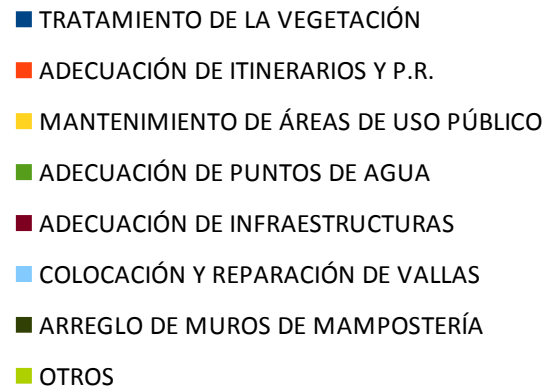 TRATAMIENTO DE LA VEGETACIÓN
ADECUACIÓN DE ITINERARIOS Y P.R.
MANTENIMIENTO DE ÁREAS DE USO PÚBLICO
ADECUACIÓN DE PUNTOS DE AGUA
ADECUACIÓN DE INFRAESTRUCTURAS
COLOCACIÓN Y REPARACIÓN DE VALLAS
ARREGLO DE MUROS DE MAMPOSTERÍA
OTROS